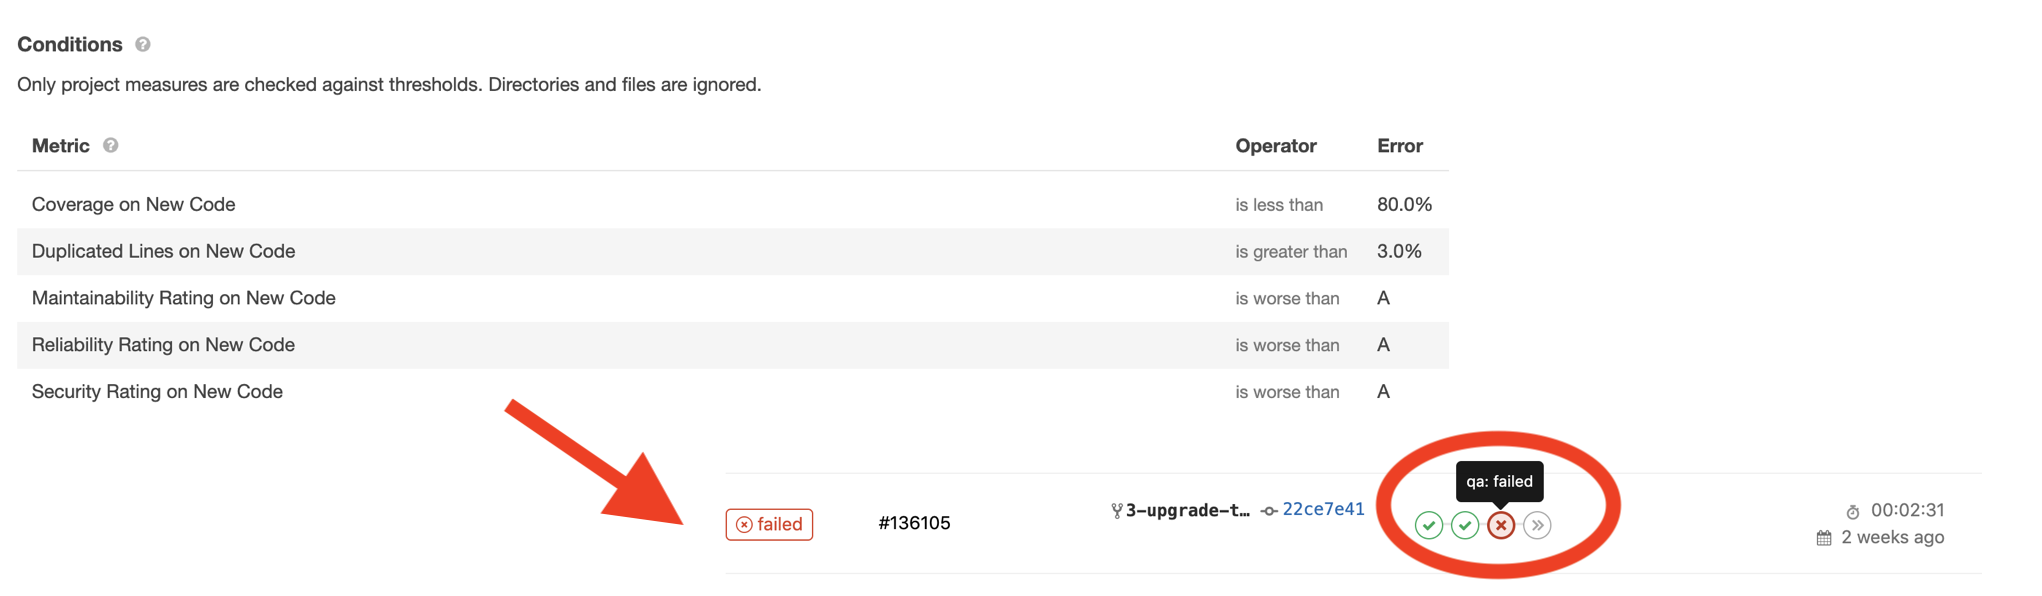 Conditions
Only project measures are checked against thresholds. Directories and files are ignored.
Metric Operator Error
Coverage on New Code is less than 80.0%
Duplicated Lines on New Code is greater than 3.0%
Maintainability Rating on New Code is worse than A
Reliability Rating on New Code is worse than A
Security Rating on New Code is worse than A
qa: failed
failed #136105 3-upgrade-t… 22ce7e41 00:02:31
2 weeks ago